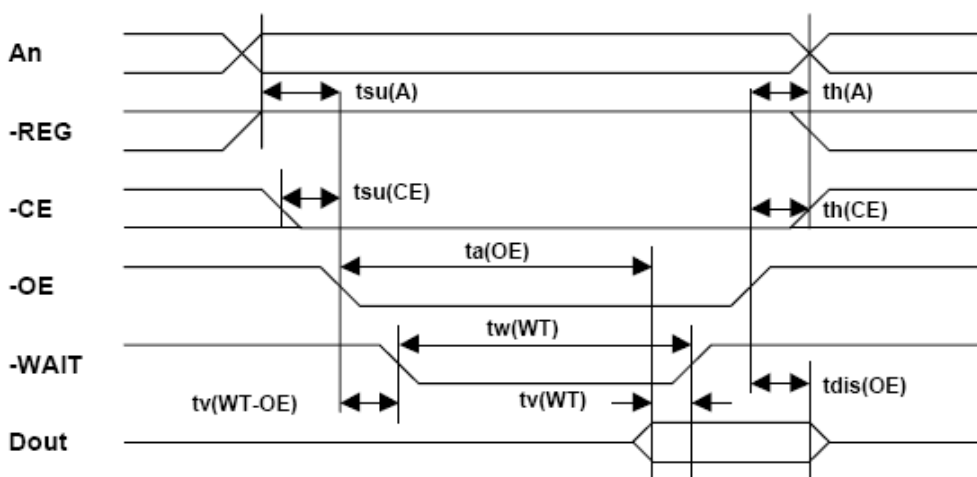 An
tsu(A)
th(A)
-REG
tsu(CE)
-CE
th(CE)
ta(OE)
-OE
tw(WT)
-WAIT
tdis(OE)
tv(WT-OE)
tv(WT)
Dout